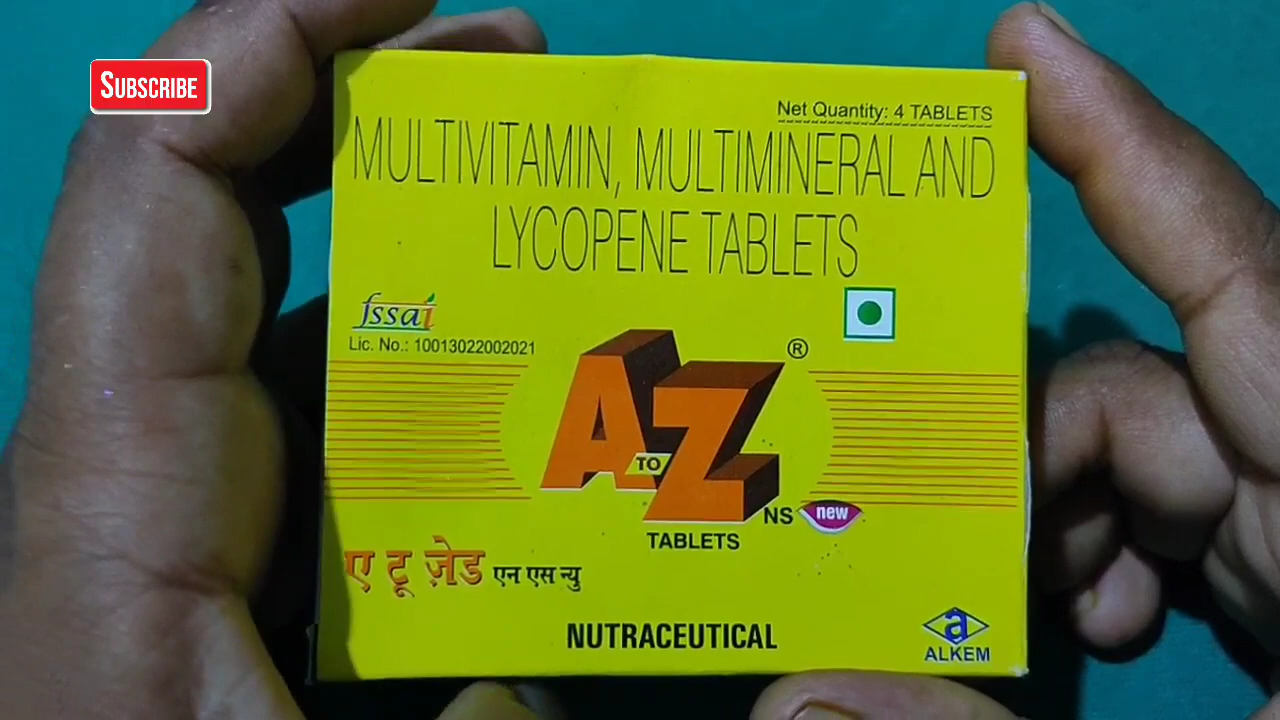 SUBSCRIBE
Net Quantity: 4 TABLETS
MULTIVITAMIN, MULTIMINERAL AND
LYCOPENE TABLETS
fssai
Lic. No.: 10013022002021
A TO Z ®
NS new
TABLETS
ए टू ज़ेड एन एस न्यु
NUTRACEUTICAL
a
ALKEM